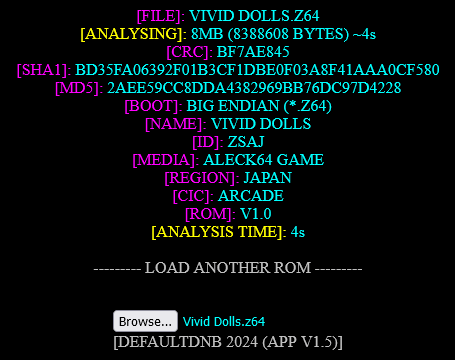 [FILE]: VIVID DOLLS.Z64
[ANALYSING]: 8MB (8388608 BYTES) ~4s
[CRC]: BF7AE845
[SHA1]: BD35FA06392F01B3CF1DBE0F03A8F41AAA0CF580
[MD5]: 2AEE59CC8DDA4382969BB76DC97D4228
[BOOT]: BIG ENDIAN (*.Z64)
[NAME]: VIVID DOLLS
[ID]: ZSAJ
[MEDIA]: ALECK64 GAME
[REGION]: JAPAN
[CIC]: ARCADE
[ROM]: V1.0
[ANALYSIS TIME]: 4s
--------- LOAD ANOTHER ROM ---------
Browse... Vivid Dolls.z64
[DEFAULTDNB 2024 (APP V1.5)]